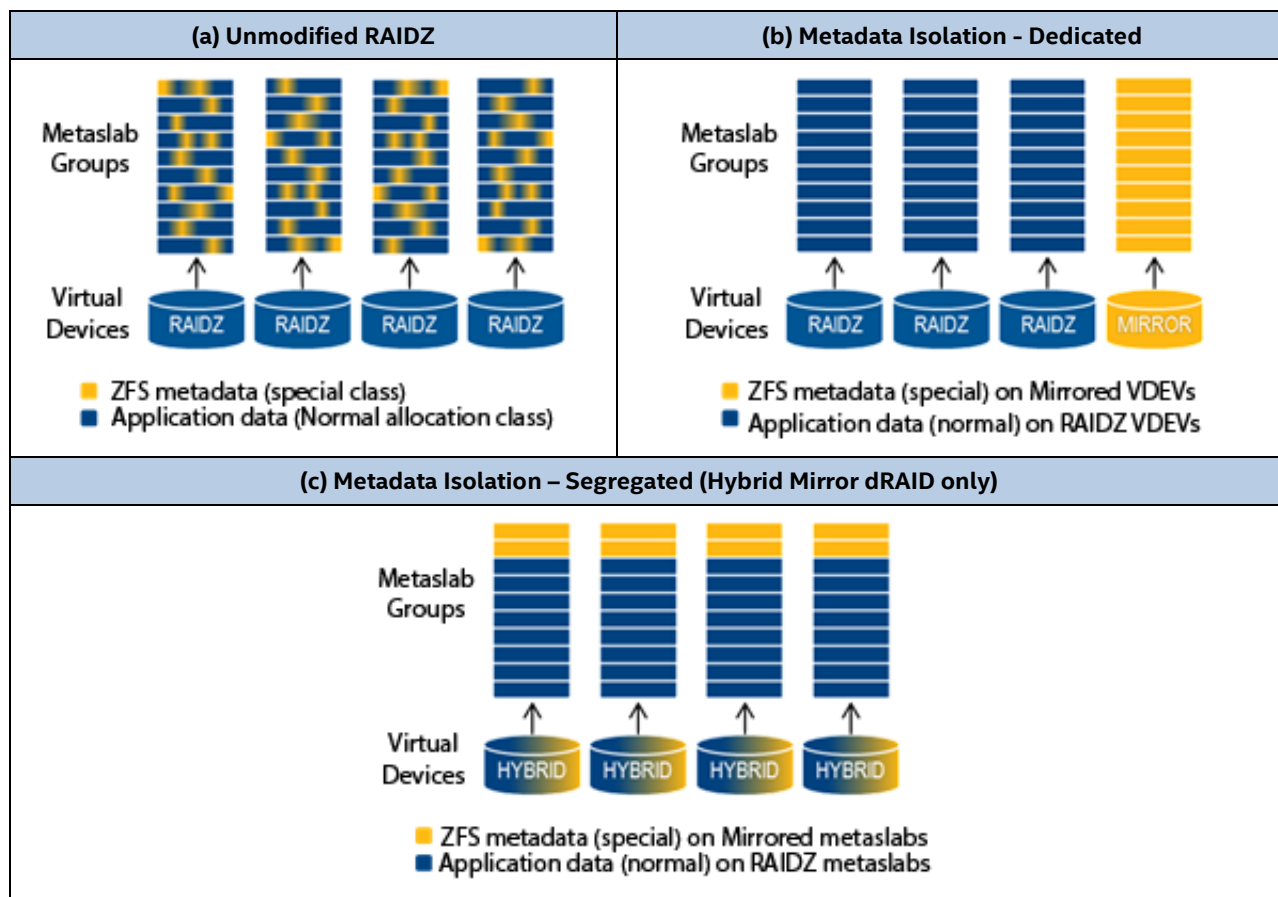 (a) Unmodified RAIDZ
Metaslab
Groups
Virtual
Devices
RAIDZ
RAIDZ
RAIDZ
RAIDZ
ZFS metadata (special class)
Application data (Normal allocation class)
(b) Metadata Isolation - Dedicated
Metaslab
Groups
Virtual
Devices
RAIDZ
RAIDZ
RAIDZ
MIRROR
ZFS metadata (special) on Mirrored VDEVs
Application data (normal) on RAIDZ VDEVs
(c) Metadata Isolation – Segregated (Hybrid Mirror dRAID only)
Metaslab
Groups
Virtual
Devices
HYBRID
HYBRID
HYBRID
HYBRID
ZFS metadata (special) on Mirrored metaslabs
Application data (normal) on RAIDZ metaslabs